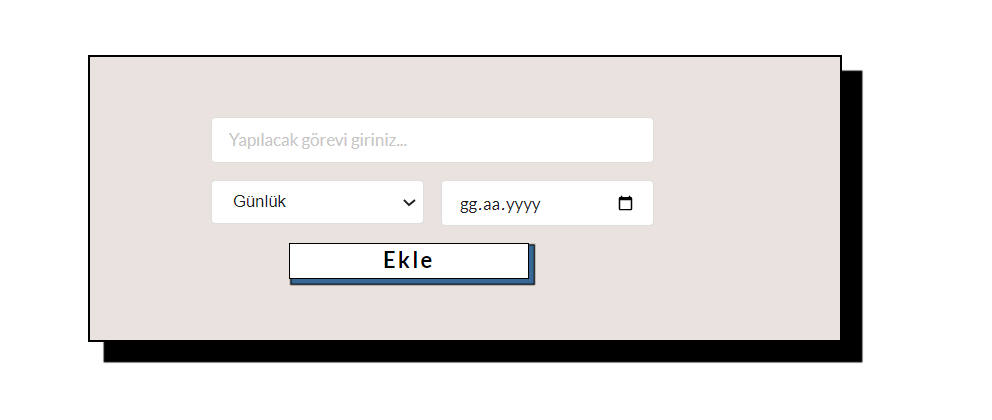 Yapılacak görevi giriniz...
Günlük
gg.aa.yyyy
Ekle